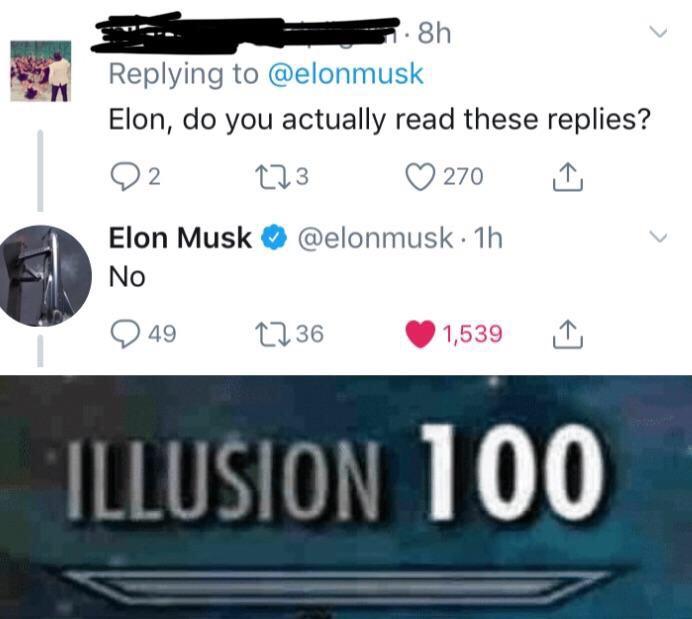 · 8h
Replying to @elonmusk
Elon, do you actually read these replies?
2 3 270
Elon Musk @elonmusk · 1h
No
49 36 1,539
ILLUSION 100